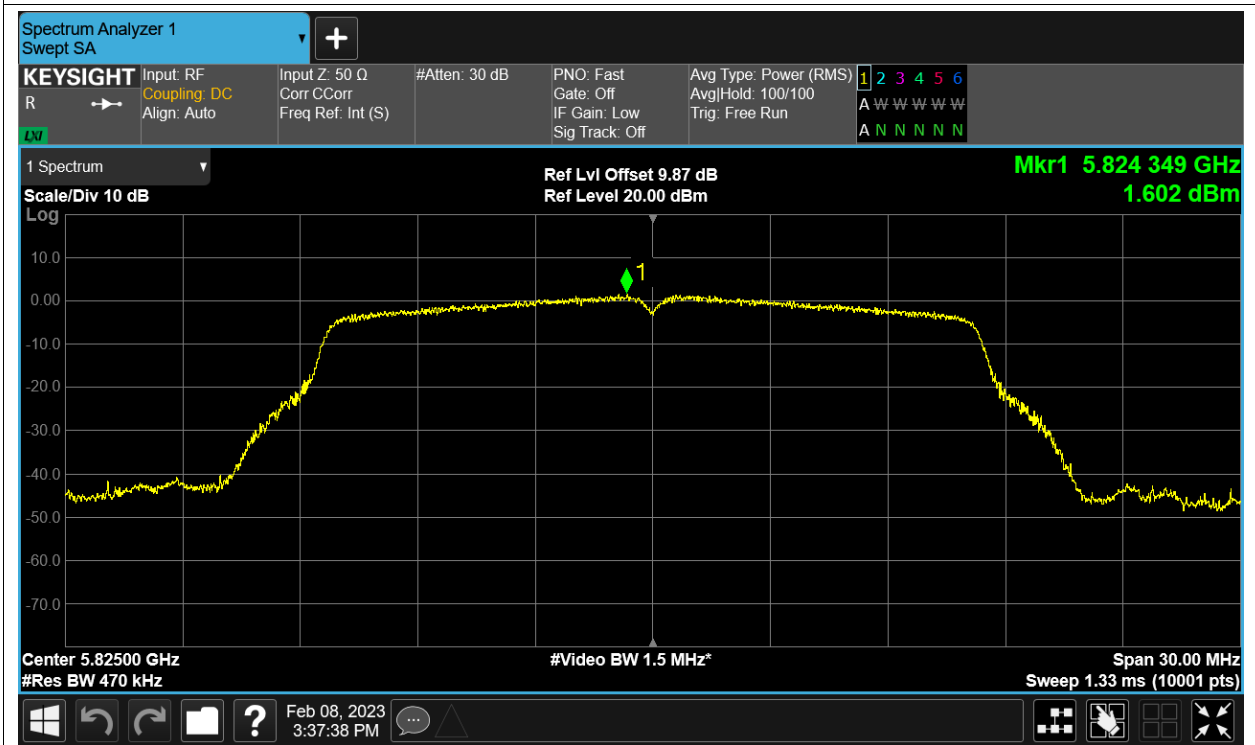 Spectrum Analyzer 1
Swept SA
KEYSIGHT
R
LXI
Input: RF
Coupling: DC
Align: Auto
Input Z: 50 Ω
Corr CCorr
Freq Ref: Int (S)
#Atten: 30 dB
PNO: Fast
Gate: Off
IF Gain: Low
Sig Track: Off
Avg Type: Power (RMS)
Avg|Hold: 100/100
Trig: Free Run
1 2 3 4 5 6
A W W W W W
A N N N N N
1 Spectrum
Scale/Div 10 dB
Ref Lvl Offset 9.87 dB
Ref Level 20.00 dBm
Mkr1 5.824 349 GHz
1.602 dBm
Log
10.0
0.00
-10.0
-20.0
-30.0
-40.0
-50.0
-60.0
-70.0
1
Center 5.82500 GHz
#Res BW 470 kHz
#Video BW 1.5 MHz*
Span 30.00 MHz
Sweep 1.33 ms (10001 pts)
?
Feb 08, 2023
3:37:38 PM